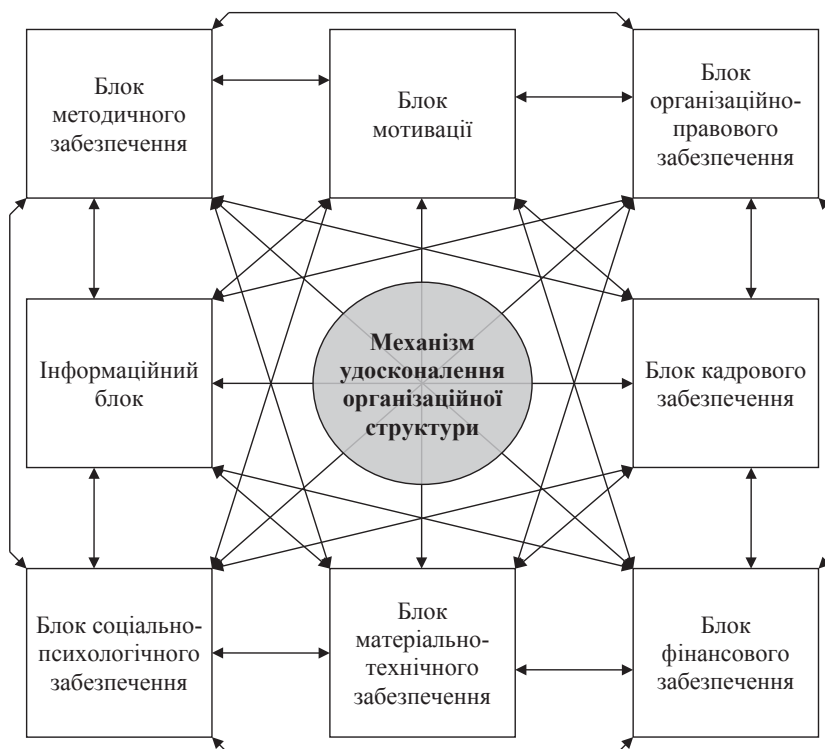 Блок
методичного
забезпечення
Блок
мотивації
Блок
організаційно-
правового
забезпечення
Інформаційний
блок
Механізм
удосконалення
організаційної
структури
Блок кадрового
забезпечення
Блок соціально-
психологічного
забезпечення
Блок
матеріально-
технічного
забезпечення
Блок
фінансового
забезпечення